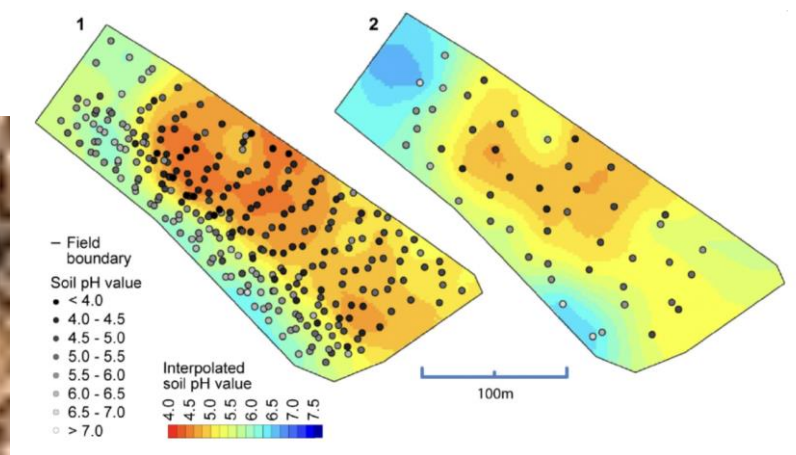 1
2
Field
boundary
Soil pH value
< 4.0
4.0 - 4.5
4.5 - 5.0
5.0 - 5.5
5.5 - 6.0
6.0 - 6.5
6.5 - 7.0
> 7.0
Interpolated
soil pH value
4.0 4.5 5.0 5.5 6.0 6.5 7.0 7.5
100m